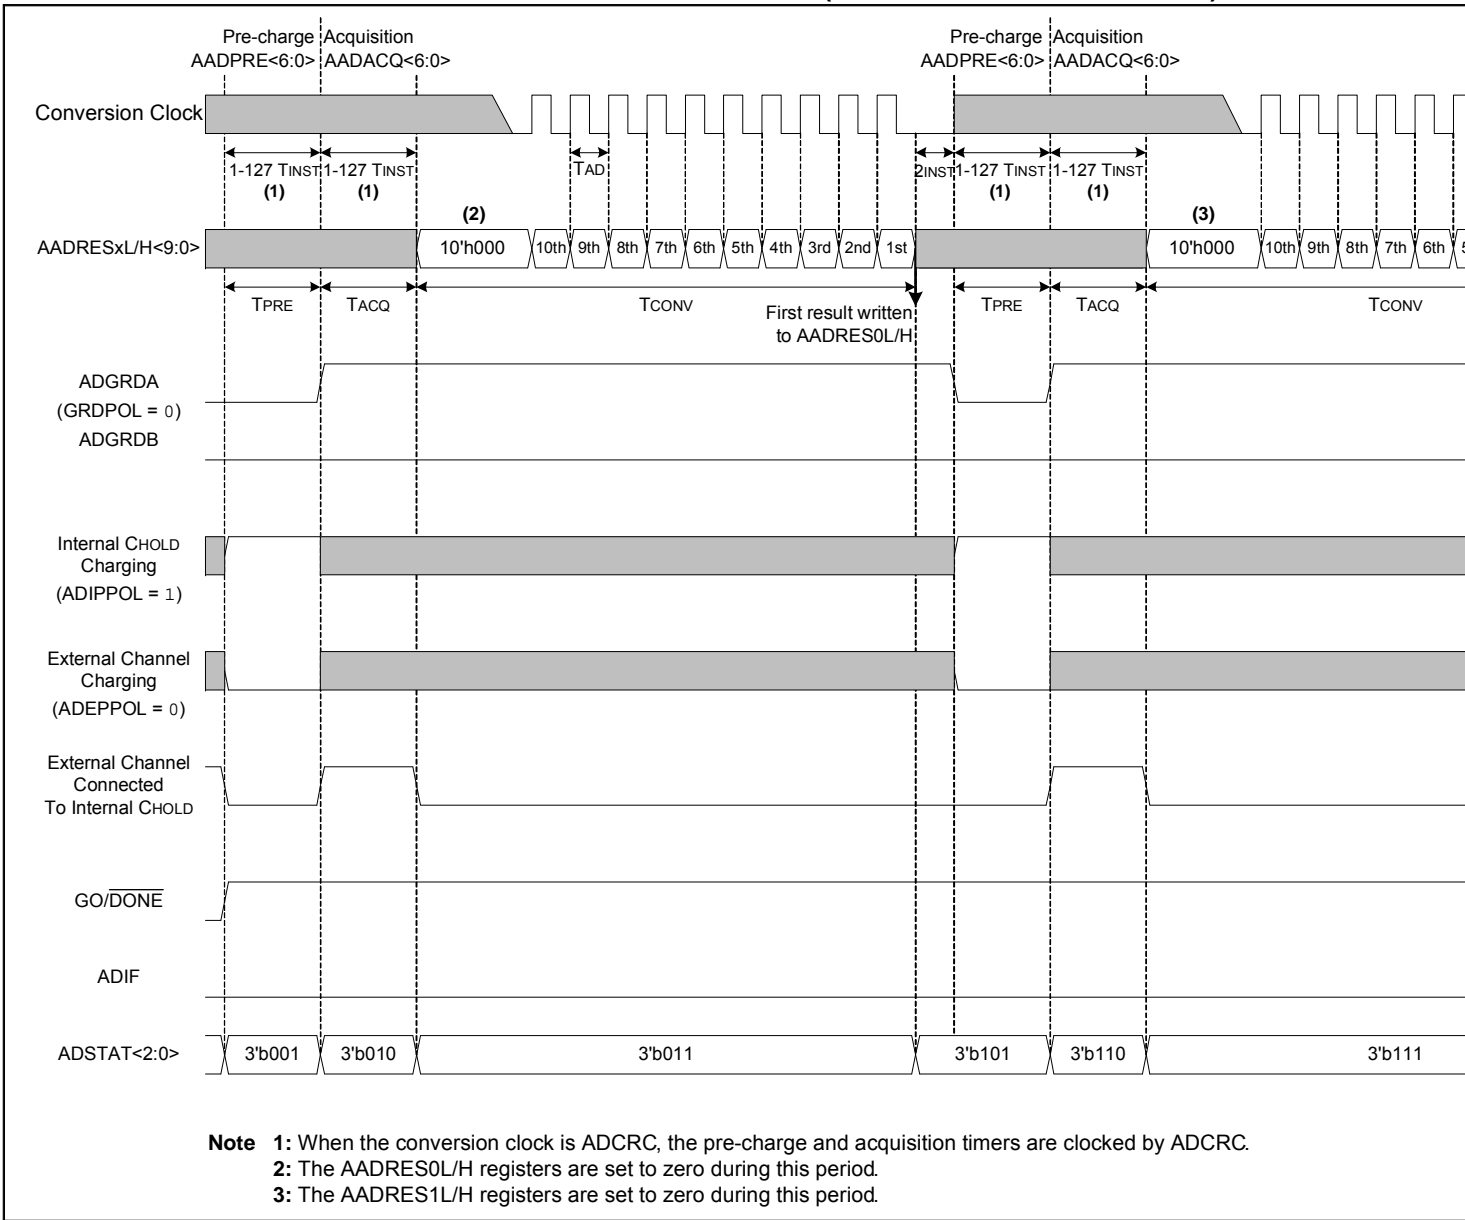 Pre-charge Acquisition Pre-charge Acquisition
AADPRE<6:0> AADACQ<6:0> AADPRE<6:0> AADACQ<6:0>
Conversion Clock
1-127 TINST 1-127 TINST TAD 2INST 1-127 TINST 1-127 TINST
(1) (1) (1) (1)
(2) (3)
AADRESxL/H<9:0> 10'h000 10th 9th 8th 7th 6th 5th 4th 3rd 2nd 1st 10'h000 10th 9th 8th 7th 6th
TPRE TACQ TCONV TPRE TACQ TCONV
First result written
to AADRES0L/H
ADGRDA
(GRDPOL = 0)
ADGRDB
Internal CHOLD
Charging
(ADIPPOL = 1)
External Channel
Charging
(ADEPPOL = 0)
External Channel
Connected
To Internal CHOLD
GO/DONE
ADIF
ADSTAT<2:0> 3'b001 3'b010 3'b011 3'b101 3'b110 3'b111
Note 1: When the conversion clock is ADCRC, the pre-charge and acquisition timers are clocked by ADCRC.
2: The AADRES0L/H registers are set to zero during this period.
3: The AADRES1L/H registers are set to zero during this period.